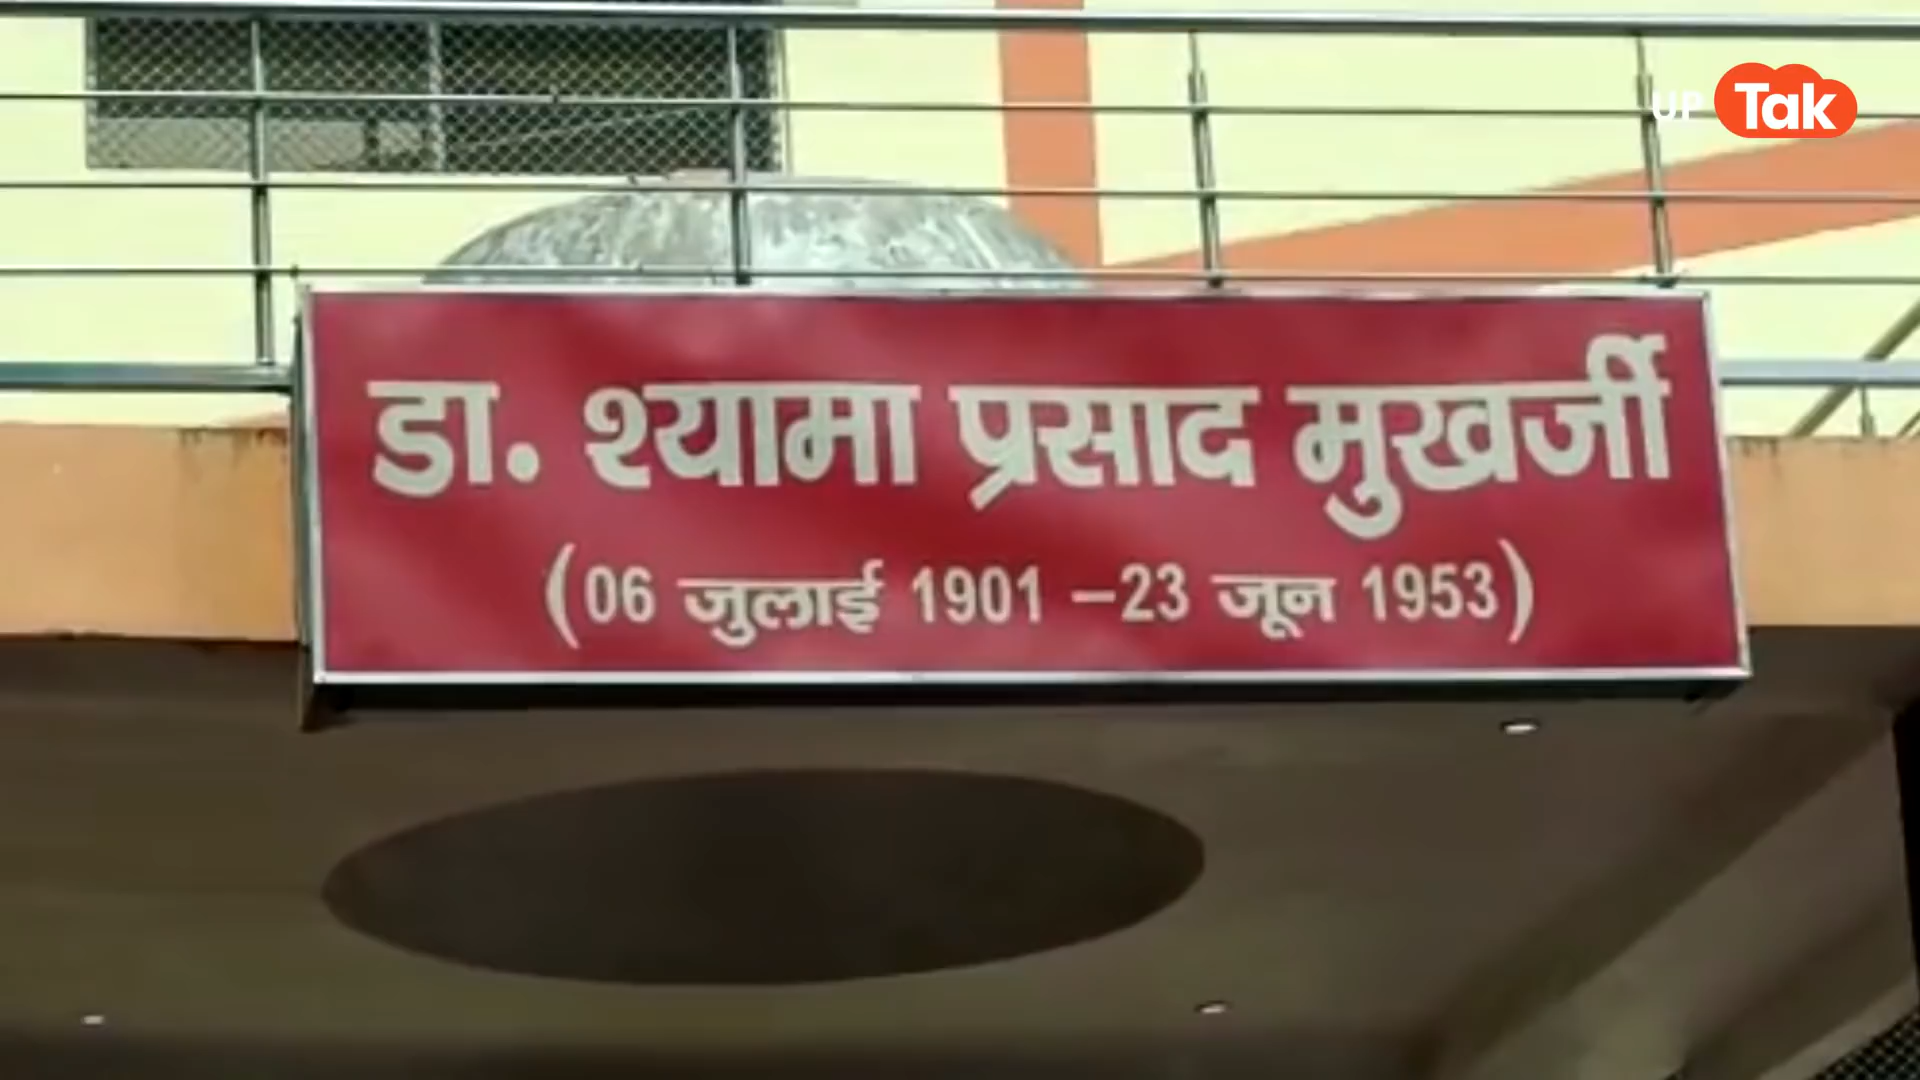 UP Tak
डा. श्यामा प्रसाद मुखर्जी
(06 जुलाई 1901 –23 जून 1953)